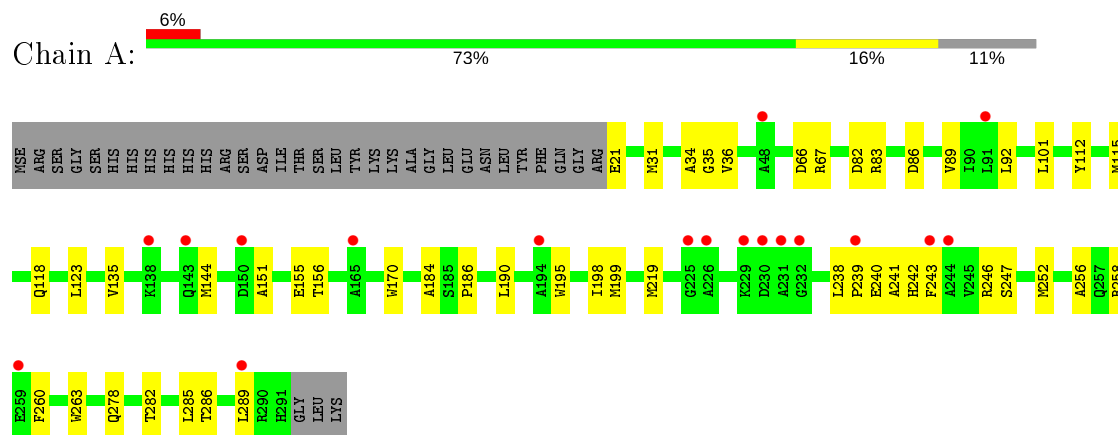 6%
Chain A:
73% 16% 11%
MSE ARG SER GLY SER HIS HIS HIS HIS HIS HIS ARG SER ASP ILE THR SER LEU TYR LYS LYS ALA GLY LEU GLU ASN LEU TYR PHE GLN GLY ARG E21 M31 A34 G35 V36 A48 D66 R67 D82 R83 D86 V89 I90 L91 L92 L101 Y112 M115
Q118 L123 V135 K138 Q143 M144 D150 A151 E155 T156 A165 W170 A184 S185 P186 L190 A194 W195 I198 M199 M219 G225 A226 K229 D230 A231 G232 L238 P239 E240 A241 H242 F243 A244 V245 R246 S247 M252 A256 Q257 R258
E259 F260 W263 Q278 T282 L285 T286 L289 R290 H291 GLY LEU LYS